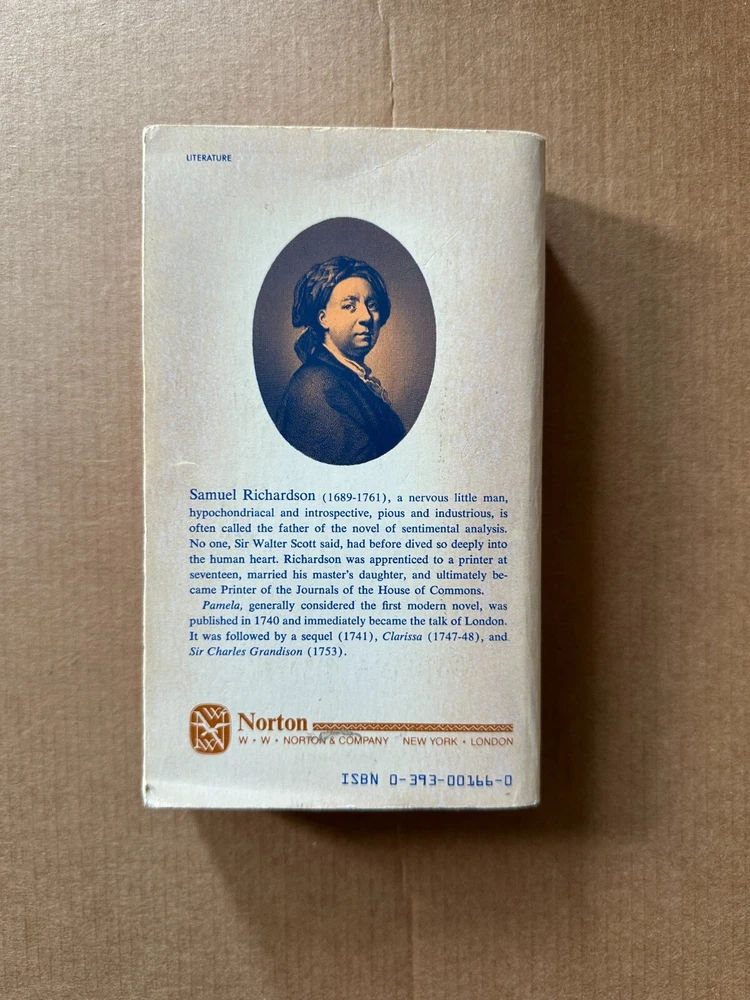 LITERATURE
Samuel Richardson (1689-1761), a nervous little man,
hypochondriacal and introspective, pious and industrious, is
often called the father of the novel of sentimental analysis.
No one, Sir Walter Scott said, had before dived so deeply into
the human heart. Richardson was apprenticed to a printer at
seventeen, married his master's daughter, and ultimately be-
came Printer of the Journals of the House of Commons.
Pamela, generally considered the first modern novel, was
published in 1740 and immediately became the talk of London.
It was followed by a sequel (1741), Clarissa (1747-48), and
Sir Charles Grandison (1753).
Norton
W • W • NORTON & COMPANY NEW YORK • LONDON
ISBN 0-393-00166-0